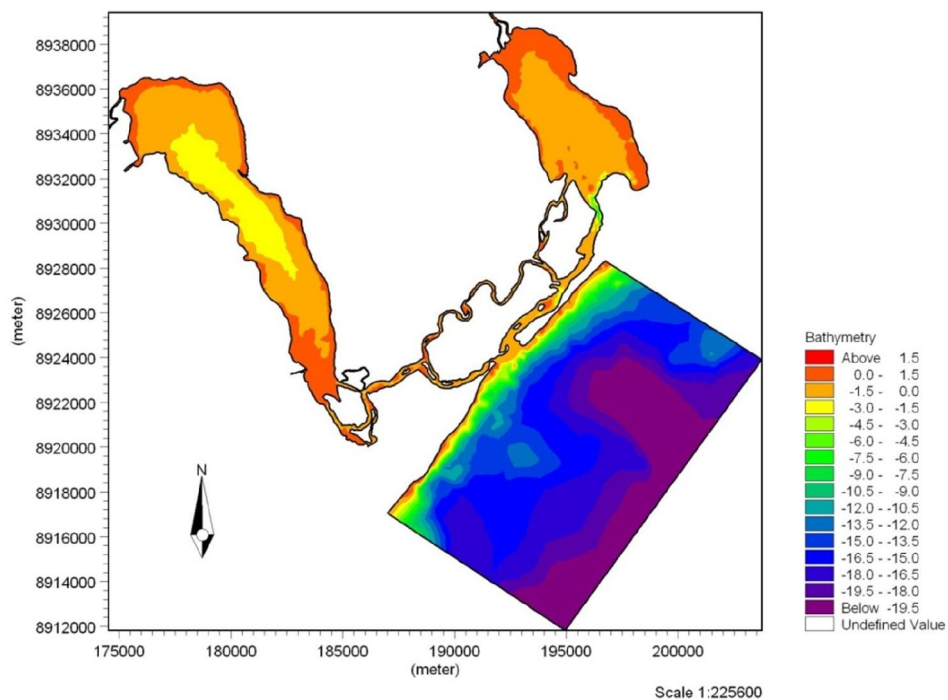 8938000
8936000
8934000
8932000
8930000
8928000
8926000
8924000
8922000
8920000
8918000
8916000
8914000
8912000
(meter)
N
175000 180000 185000 190000 195000 200000
(meter)
Scale 1:225600
Bathymetry
Above 1.5
0.0 - 1.5
-1.5 - 0.0
-3.0 - -1.5
-4.5 - -3.0
-6.0 - -4.5
-7.5 - -6.0
-9.0 - -7.5
-10.5 - -9.0
-12.0 - -10.5
-13.5 - -12.0
-15.0 - -13.5
-16.5 - -15.0
-18.0 - -16.5
-19.5 - -18.0
Below -19.5
Undefined Value